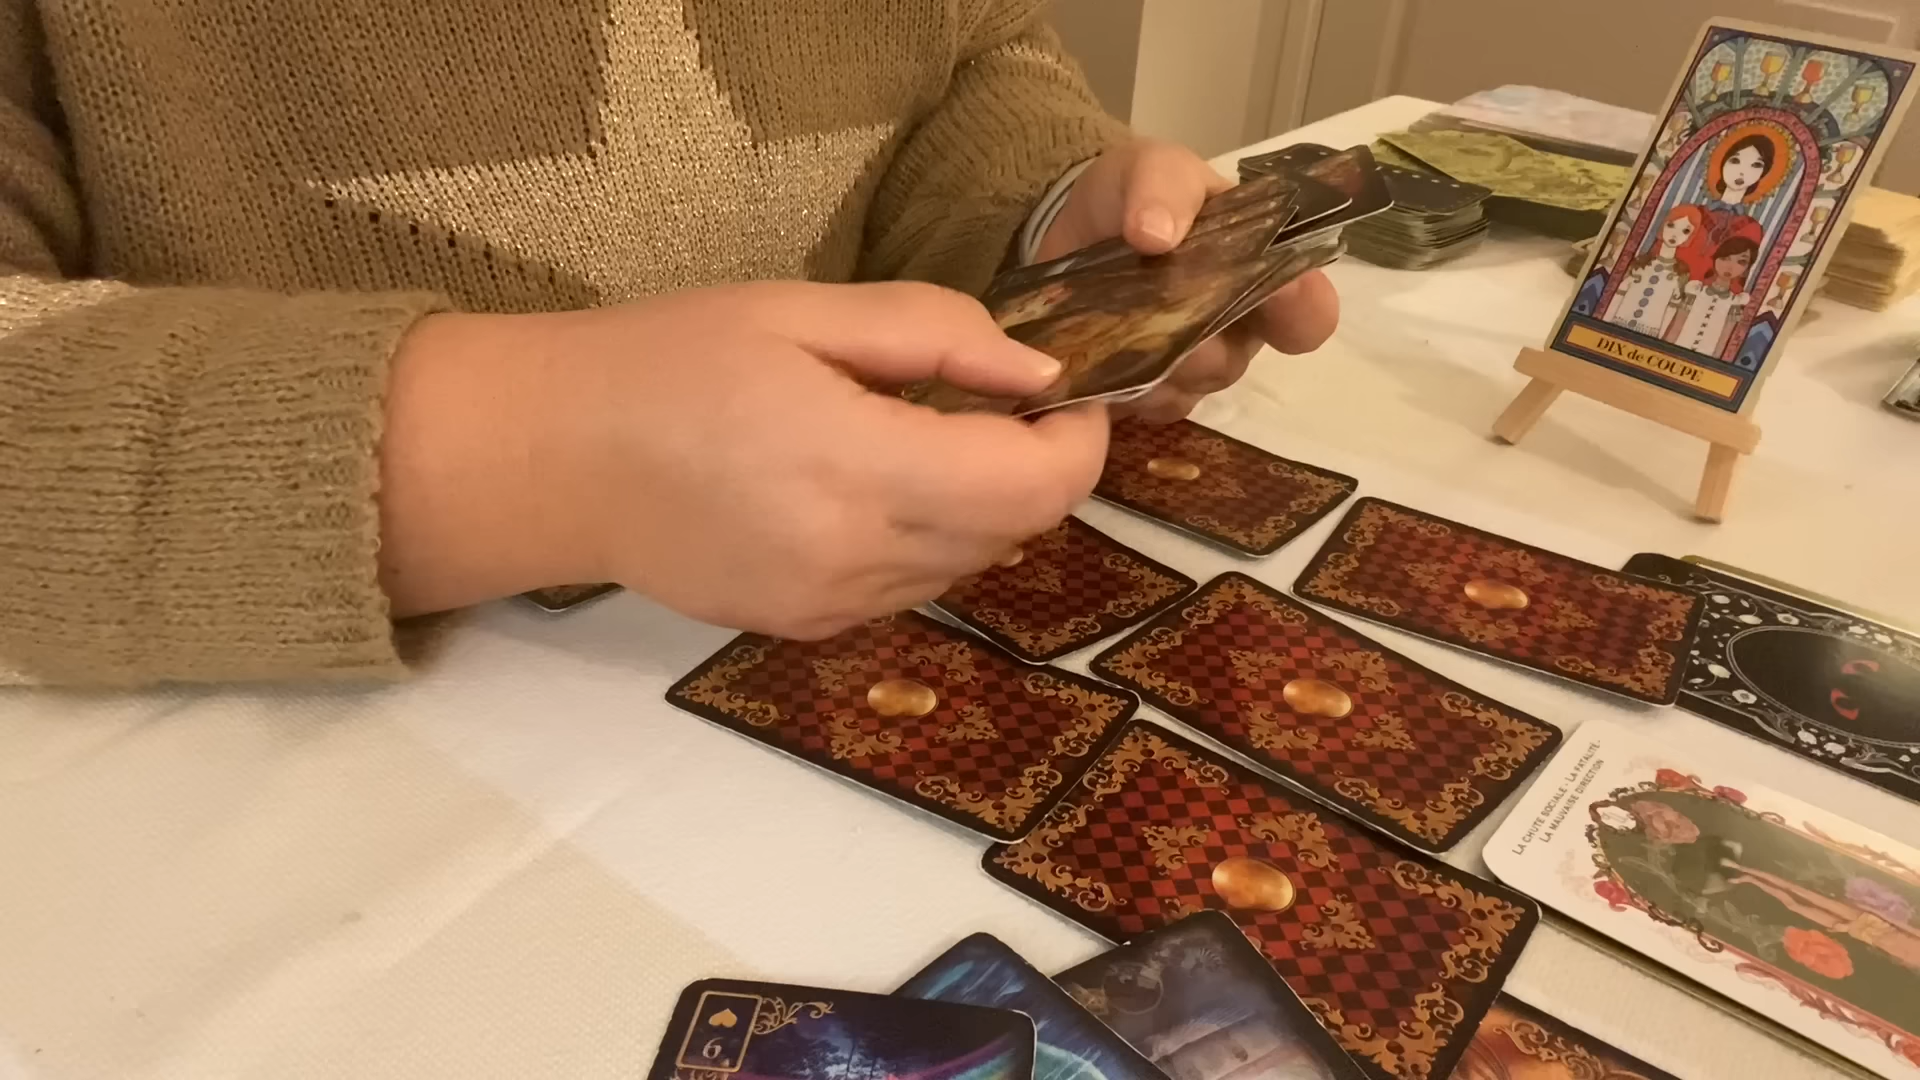 DIX de COUPE
LA CHUTE SOCIALE - LA FATALITÉ -
LA MAUVAISE DIRECTION
6